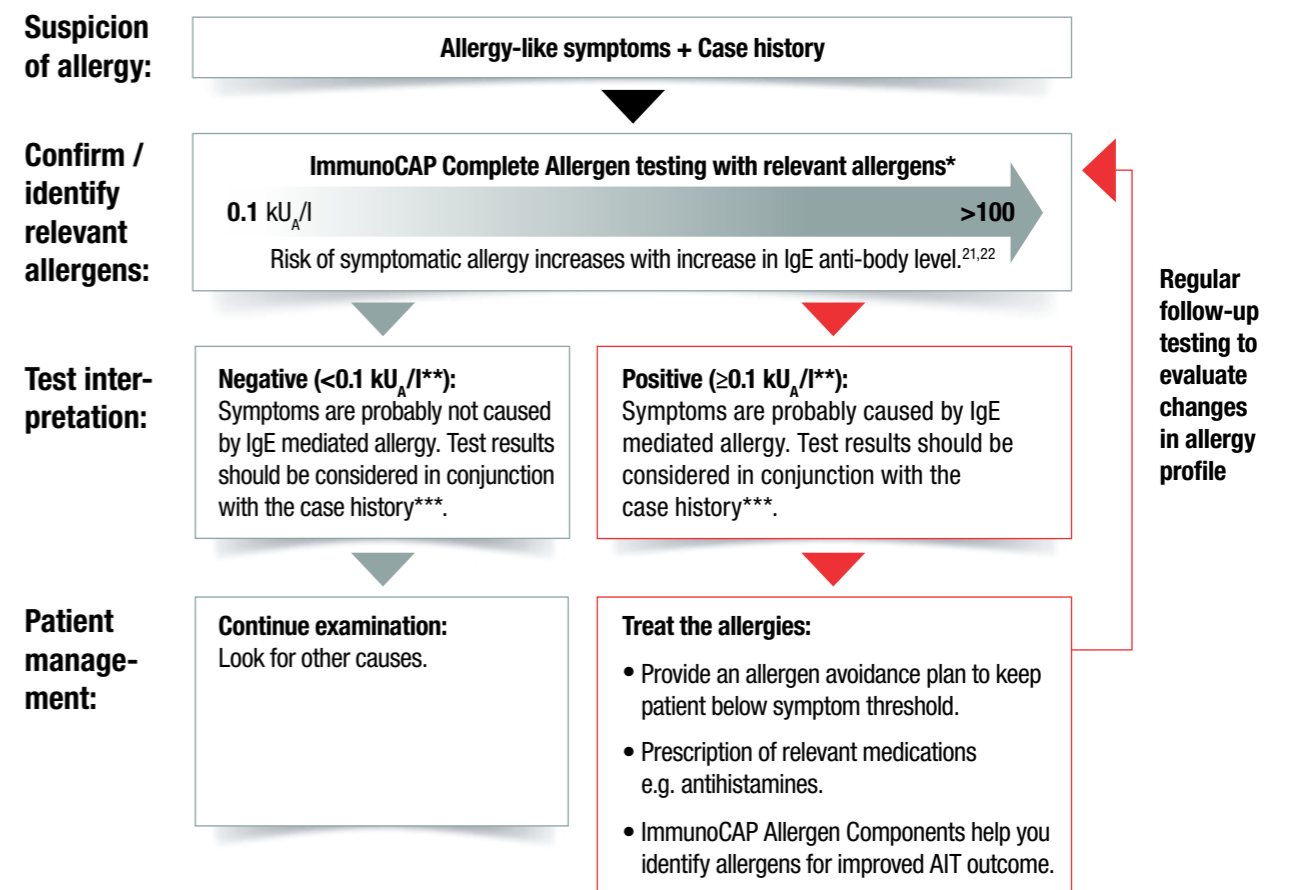 Suspicion
of allergy:
Allergy-like symptoms + Case history
Confirm /
identify
relevant
allergens:
ImmunoCAP Complete Allergen testing with relevant allergens*
0.1 kUA/l
>100
Risk of symptomatic allergy increases with increase in IgE anti-body level.21,22
Regular
follow-up
testing to
evaluate
changes
in allergy
profile
Test inter-
pretation:
Negative (<0.1 kUA/l**):
Symptoms are probably not caused
by IgE mediated allergy. Test results
should be considered in conjunction
with the case history***.
Positive (≥0.1 kUA/l**):
Symptoms are probably caused by IgE
mediated allergy. Test results should be
considered in conjunction with the
case history***.
Patient
manage-
ment:
Continue examination:
Look for other causes.
Treat the allergies:
• Provide an allergen avoidance plan to keep
patient below symptom threshold.
• Prescription of relevant medications
e.g. antihistamines.
• ImmunoCAP Allergen Components help you
identify allergens for improved AIT outcome.